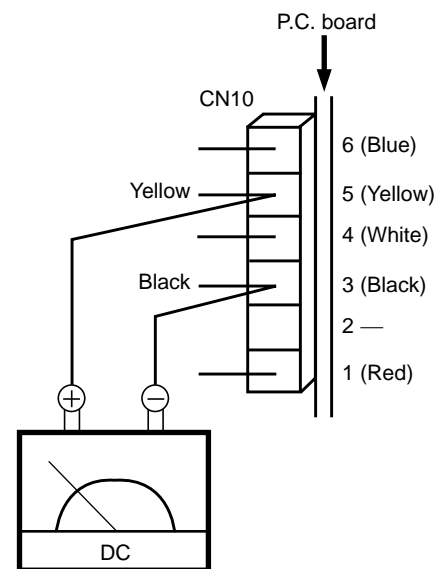 P.C. board
CN10
6 (Blue)
Yellow
5 (Yellow)
4 (White)
Black
3 (Black)
2 —
1 (Red)
+
−
DC